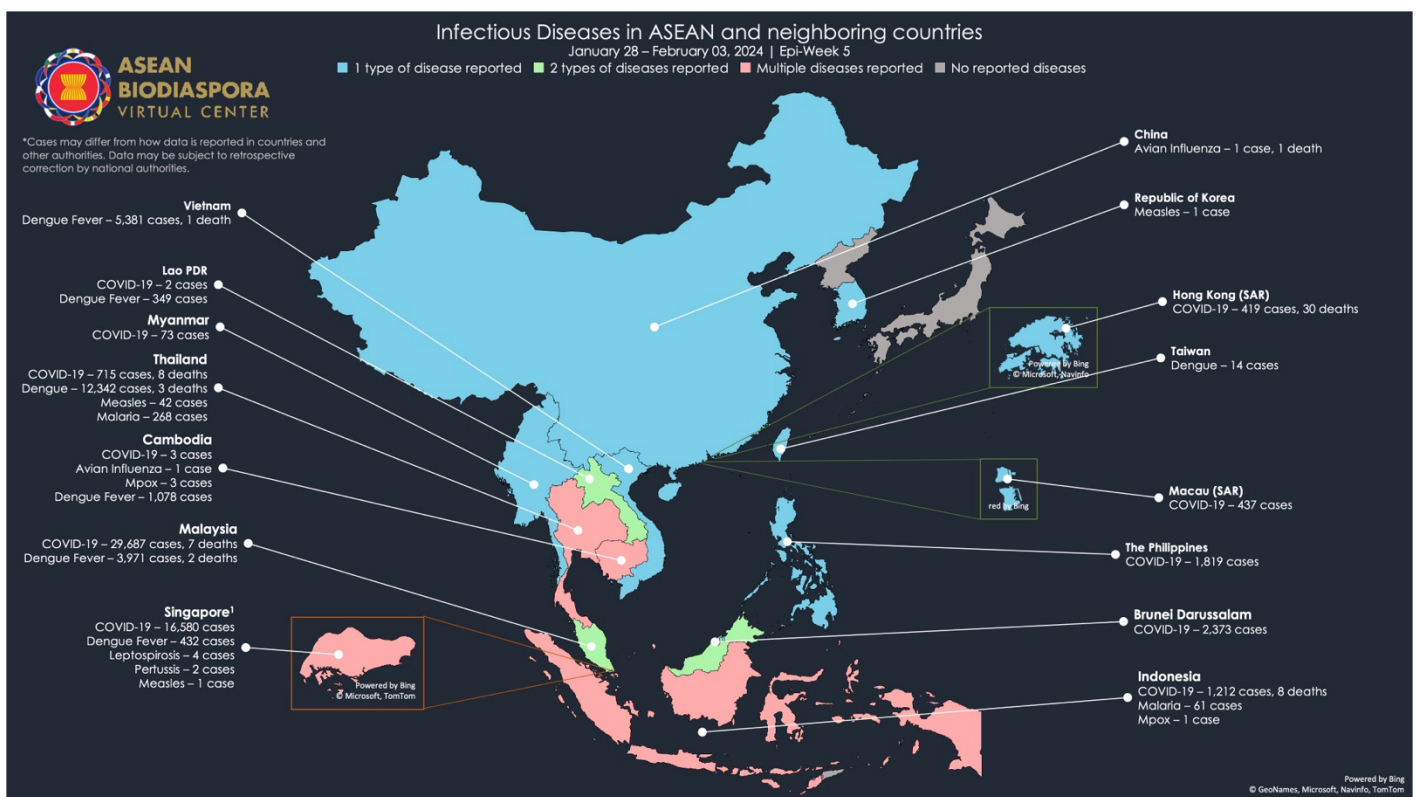 Infectious Diseases in ASEAN and neighboring countries
January 28 – February 03, 2024 | Epi-Week 5
1 type of disease reported
2 types of diseases reported
Multiple diseases reported
No reported diseases
ASEAN
BIODIASPORA
VIRTUAL CENTER
*Cases may differ from how data is reported in countries and
other authorities. Data may be subject to retrospective
correction by national authorities.
Vietnam
Dengue Fever – 5,381 cases, 1 death
Lao PDR
COVID-19 – 2 cases
Dengue Fever – 349 cases
Myanmar
COVID-19 – 73 cases
Thailand
COVID-19 – 715 cases, 8 deaths
Dengue – 12,342 cases, 3 deaths
Measles – 42 cases
Malaria – 268 cases
Cambodia
COVID-19 – 3 cases
Avian Influenza – 1 case
Mpox – 3 cases
Dengue Fever – 1,078 cases
Malaysia
COVID-19 – 29,687 cases, 7 deaths
Dengue Fever – 3,971 cases, 2 deaths
Singapore¹
COVID-19 – 16,580 cases
Dengue Fever – 432 cases
Leptospirosis – 4 cases
Pertussis – 2 cases
Measles – 1 case
Powered by Bing
© Microsoft, TomTom
China
Avian Influenza – 1 case, 1 death
Republic of Korea
Measles – 1 case
Hong Kong (SAR)
COVID-19 – 419 cases, 30 deaths
Powered by Bing
© Microsoft, Navinfo
Taiwan
Dengue – 14 cases
Macau (SAR)
COVID-19 – 437 cases
red by Bing
The Philippines
COVID-19 – 1,819 cases
Brunei Darussalam
COVID-19 – 2,373 cases
Indonesia
COVID-19 – 1,212 cases, 8 deaths
Malaria – 61 cases
Mpox – 1 case
Powered by Bing
© GeoNames, Microsoft, Navinfo, TomTom